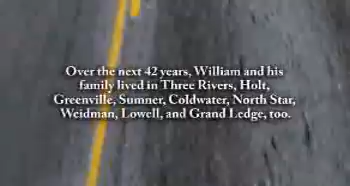 Over the next 42 years, William and his
family lived in Three Rivers, Holt,
Greenville, Sumner, Coldwater, North Star,
Weidman, Lowell, and Grand Ledge, too.